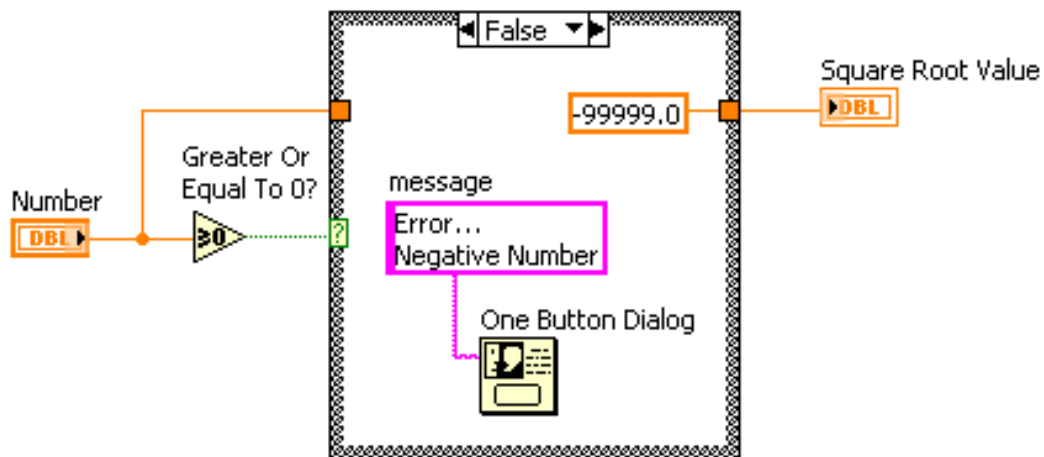 False
Square Root Value
DBL
-99999.0
Greater Or
Equal To 0?
message
Number
DBL
≥0
?
Error...
Negative Number
One Button Dialog